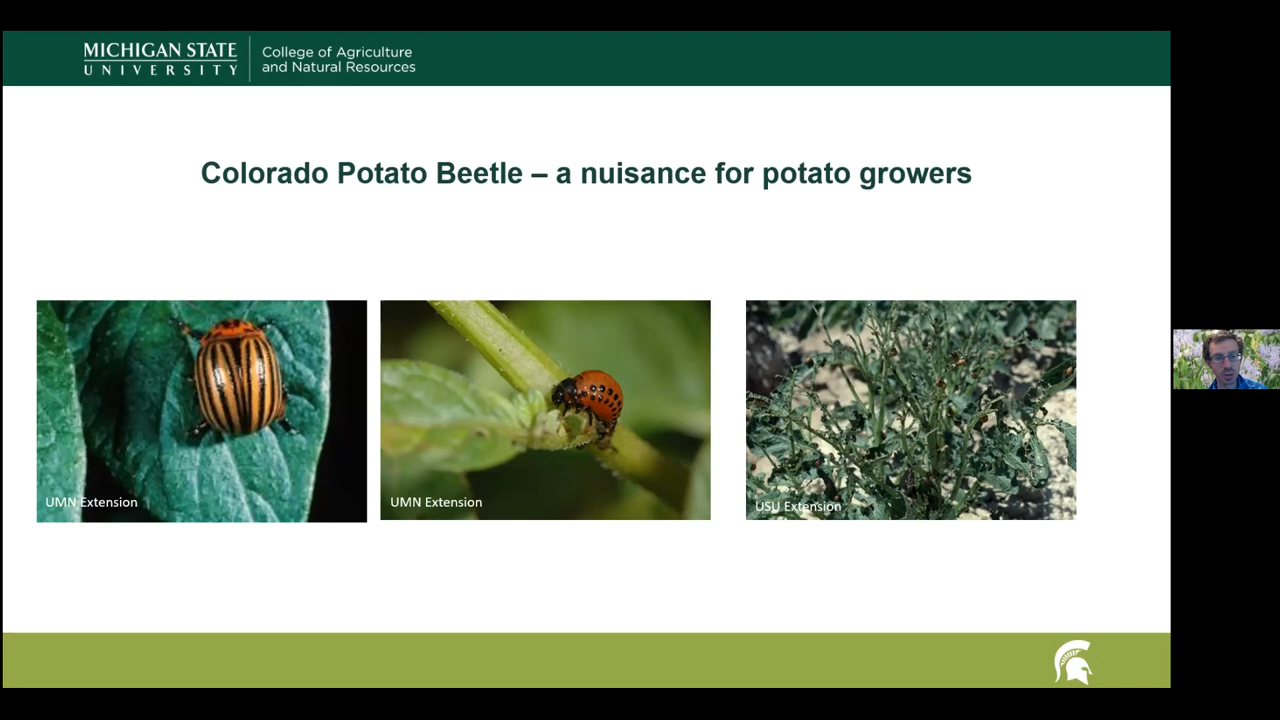 MICHIGAN STATE
UNIVERSITY
College of Agriculture
and Natural Resources
Colorado Potato Beetle – a nuisance for potato growers
UMN Extension
UMN Extension
USU Extension